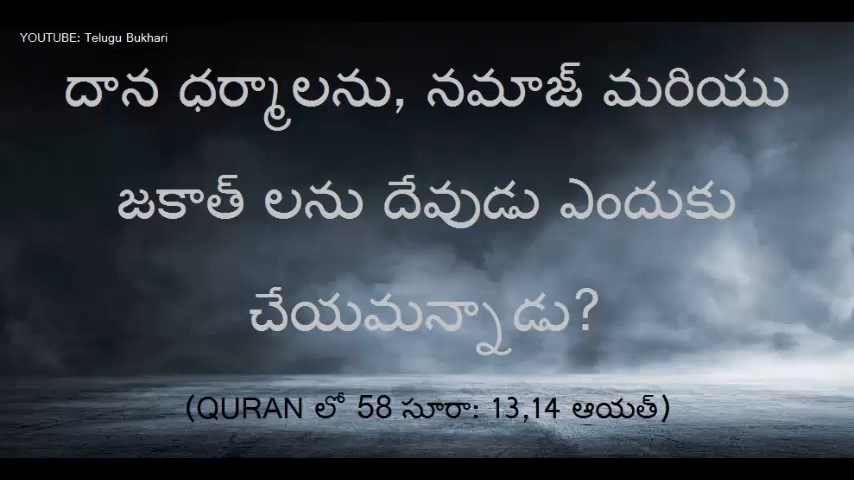 YOUTUBE: Telugu Bukhari
దాన ధర్మాలను, నమాజ్ మరియు
జకాత్ లను దేవుడు ఎందుకు
చేయమన్నాడు?
(QURAN లో 58 సూరా: 13,14 ఆయత్)